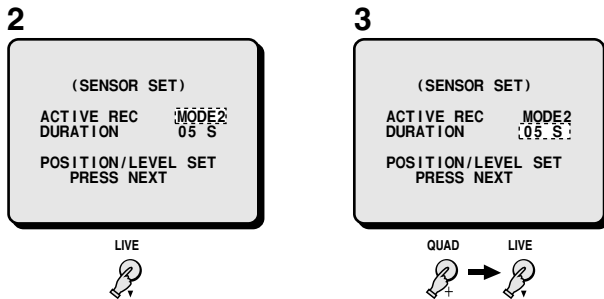 2
(SENSOR SET)
ACTIVE REC MODE2
DURATION 05 S
POSITION/LEVEL SET
PRESS NEXT
LIVE
3
(SENSOR SET)
ACTIVE REC MODE2
DURATION 05 S
POSITION/LEVEL SET
PRESS NEXT
QUAD LIVE
+